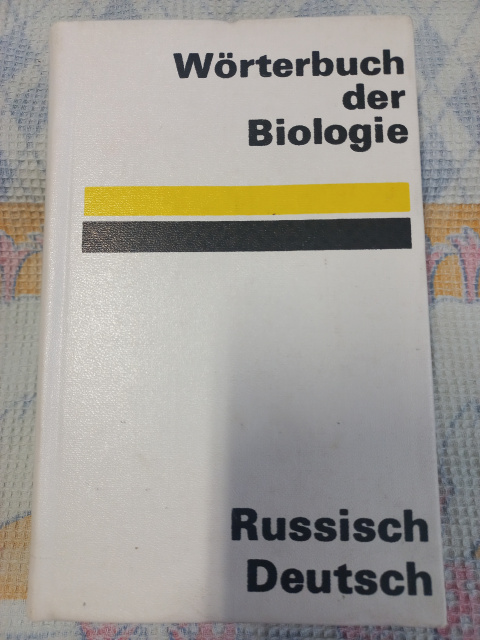 Wörterbuch
der
Biologie
Russisch
Deutsch